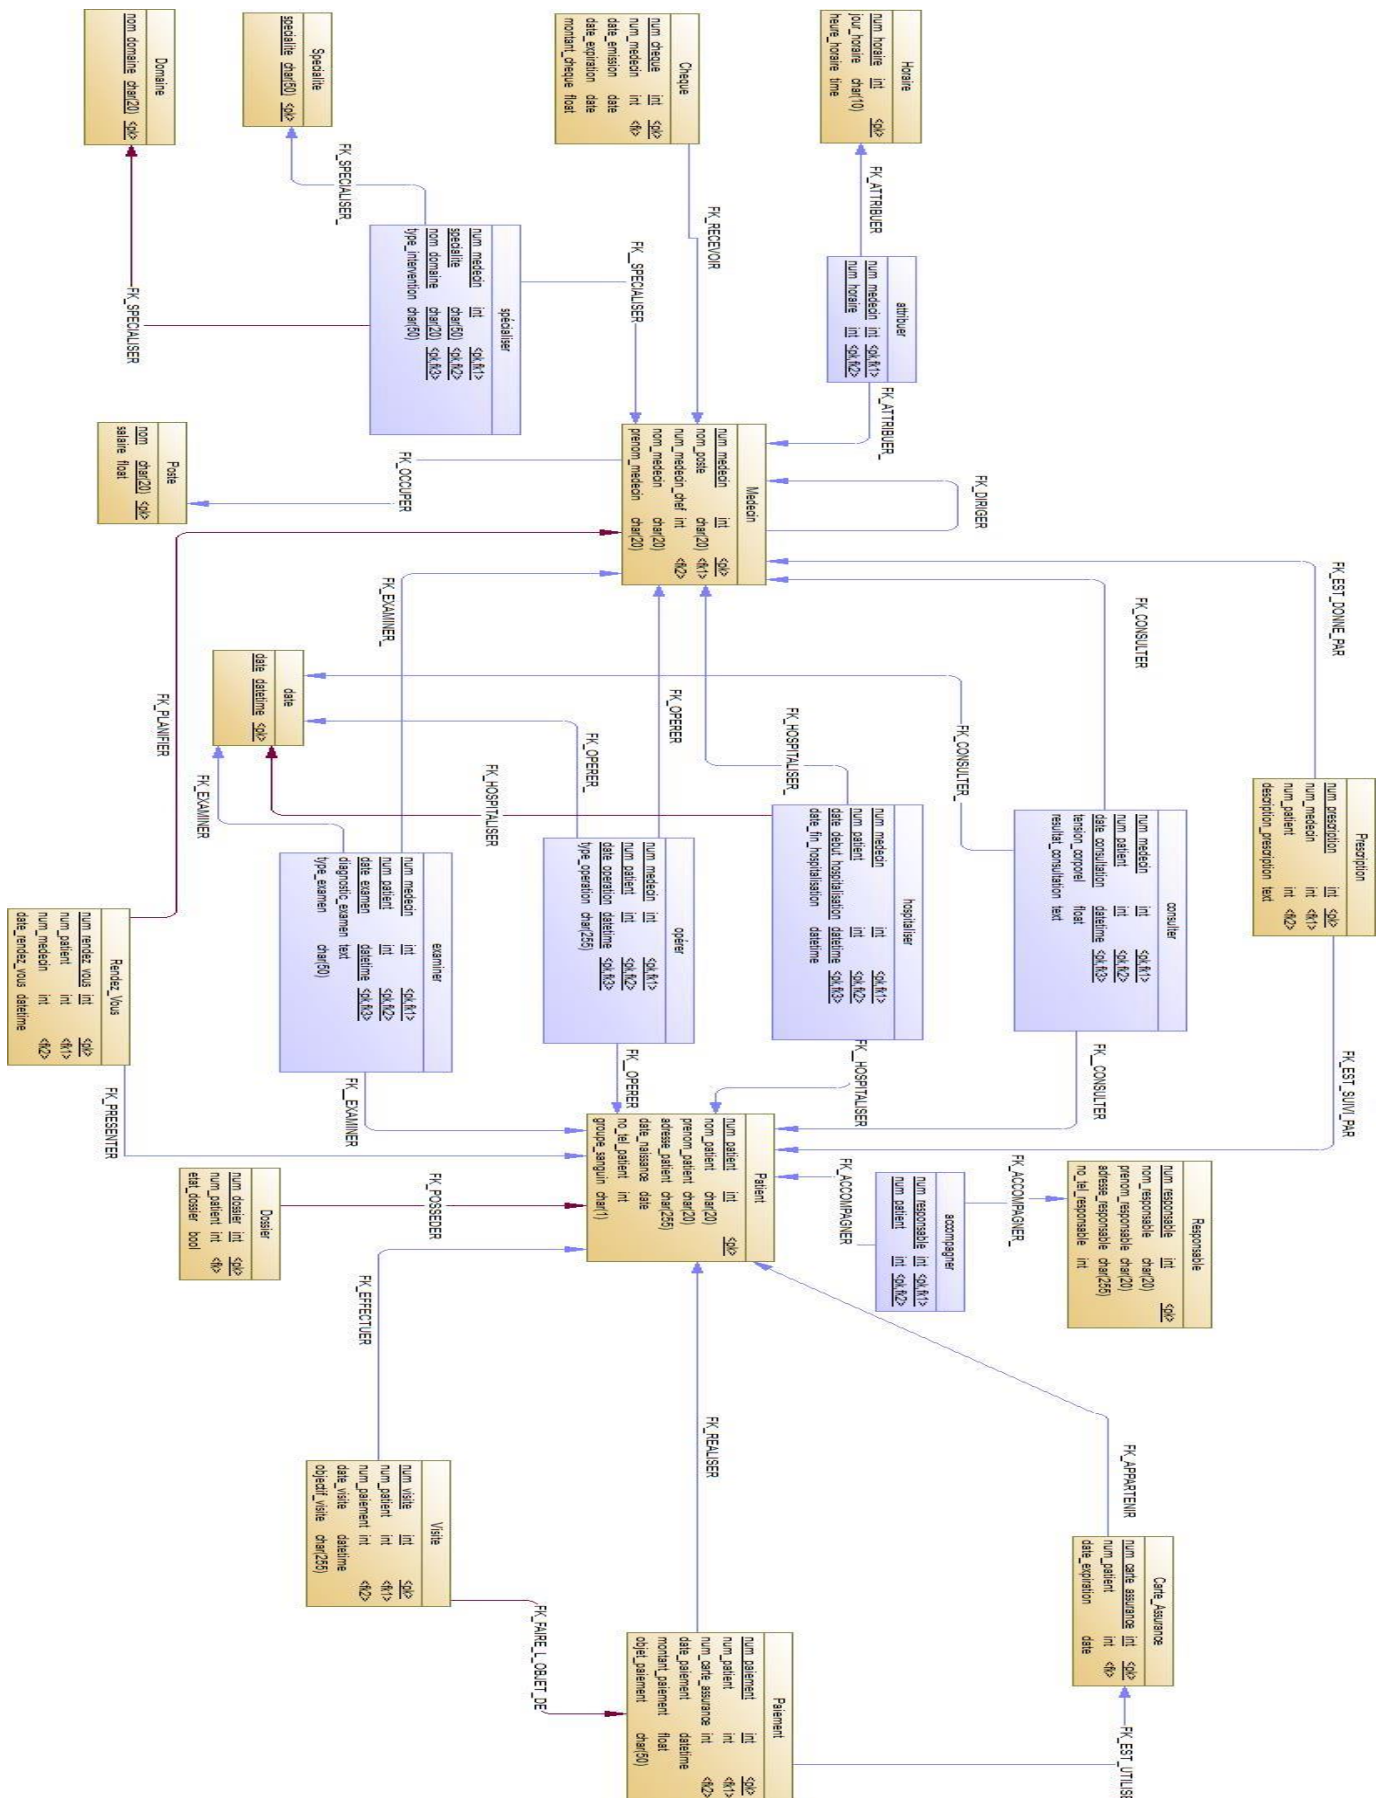 Horaire
num_horaire int <pk>
jour_horaire char(10)
heure_horaire time
FK_ATTRIBUER
attribuer
num_medecin int <pk,fk1>
num_horaire int <pk,fk2>
FK_ATTRIBUER_
Cheque
num_cheque int <pk>
num_medecin int <fk>
date_emission date
date_expiration date
montant_cheque float
FK_RECEVOIR
Specialite
specialite char(50) <pk>
FK_SPECIALISER_
Domaine
nom_domaine char(20) <pk>
FK_SPECIALISER
spécialiser
num_medecin int <pk,fk1>
specialite char(50) <pk,fk2>
nom_domaine char(20) <pk,fk3>
type_intervention char(50)
FK__SPECIALISER
Medecin
num_medecin int <pk>
nom_poste char(20) <fk1>
num_medecin_chef int <fk2>
nom_medecin char(20)
prenom_medecin char(20)
FK_DIRIGER
Poste
nom char(20) <pk>
salaire float
FK_OCCUPER
FK_EST_DONNE_PAR
FK_CONSULTER
FK_CONSULTER_
FK_HOSPITALISER_
FK_OPERER
FK_EXAMINER_
date
date datetime <pk>
FK_PLANIFIER
FK_OPERER_
FK_HOSPITALISER
FK_EXAMINER
Prescription
num_prescription int <pk>
num_medecin int <fk1>
num_patient int <fk2>
description_prescription text
consulter
num_medecin int <pk,fk1>
num_patient int <pk,fk2>
date_consultation datetime <pk,fk3>
tension_corporel float
resultat_consultation text
hospitaliser
num_medecin int <pk,fk1>
num_patient int <pk,fk2>
date_debut_hospitalisation datetime <pk,fk3>
date_fin_hospitalisation datetime
opérer
num_medecin int <pk,fk1>
num_patient int <pk,fk2>
date_operation datetime <pk,fk3>
type_operation char(255)
examiner
num_medecin int <pk,fk1>
num_patient int <pk,fk2>
date_examen datetime <pk,fk3>
diagnostic_examen text
type_examen char(50)
Rendez_Vous
num_rendez_vous int <pk>
num_patient int <fk1>
num_medecin int <fk2>
date_rendez_vous datetime
FK_EST_SUIVI_PAR
FK__CONSULTER
FK__HOSPITALISER
FK__OPERER
FK__EXAMINER
FK_PRESENTER
Patient
num_patient int <pk>
nom_patient char(20)
prenom_patient char(20)
adresse_patient char(255)
date_naissance date
no_tel_patient int
groupe_sanguin char(1)
Responsable
num_responsable int <pk>
nom_responsable char(20)
prenom_responsable char(20)
adresse_responsable char(255)
no_tel_responsable int
FK_ACCOMPAGNER_
accompagner
num_responsable int <pk,fk1>
num_patient int <pk,fk2>
FK_ACCOMPAGNER
Dossier
num_dossier int <pk>
num_patient int <fk>
etat_dossier bool
FK_POSSEDER
FK_EFFECTUER
FK_REALISER
FK_APPARTENIR
Visite
num_visite int <pk>
num_patient int <fk1>
num_paiement int <fk2>
date_visite datetime
objectif_visite char(255)
FK_FAIRE_L_OBJET_DE
Carte_Assurance
num_carte_assurance int <pk>
num_patient int <fk>
date_expiration date
FK_EST_UTILISE
Paiement
num_paiement int <pk>
num_patient int <fk1>
num_carte_assurance int <fk2>
date_paiement datetime
montant_paiement float
objet_paiement char(50)